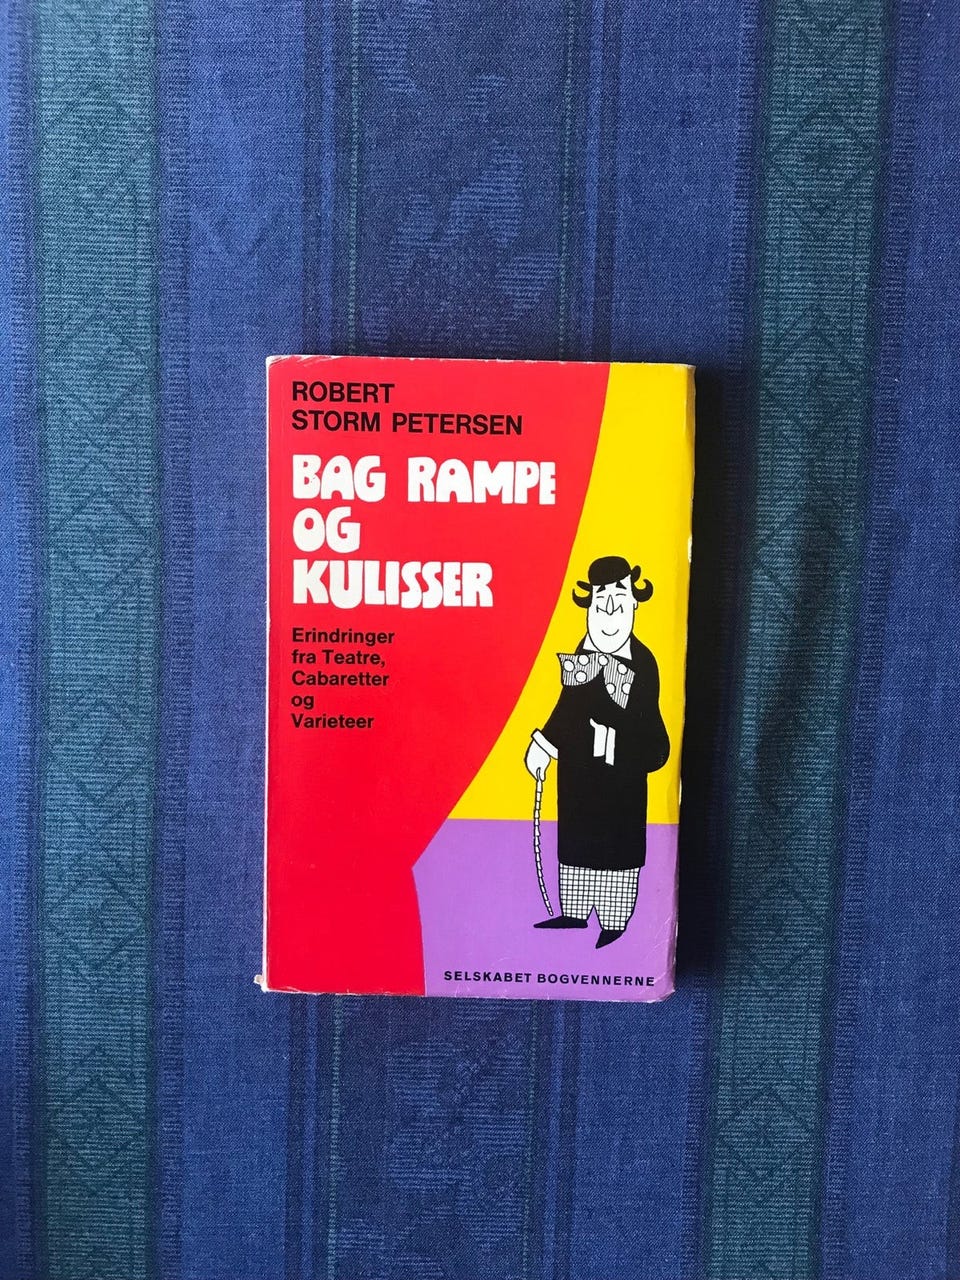 ROBERT
STORM PETERSEN
BAG RAMPE
OG
KULISSER
Erindringer
fra Teatre,
Cabaretter
og
Varieteer
SELSKABET BOGVENNERNE